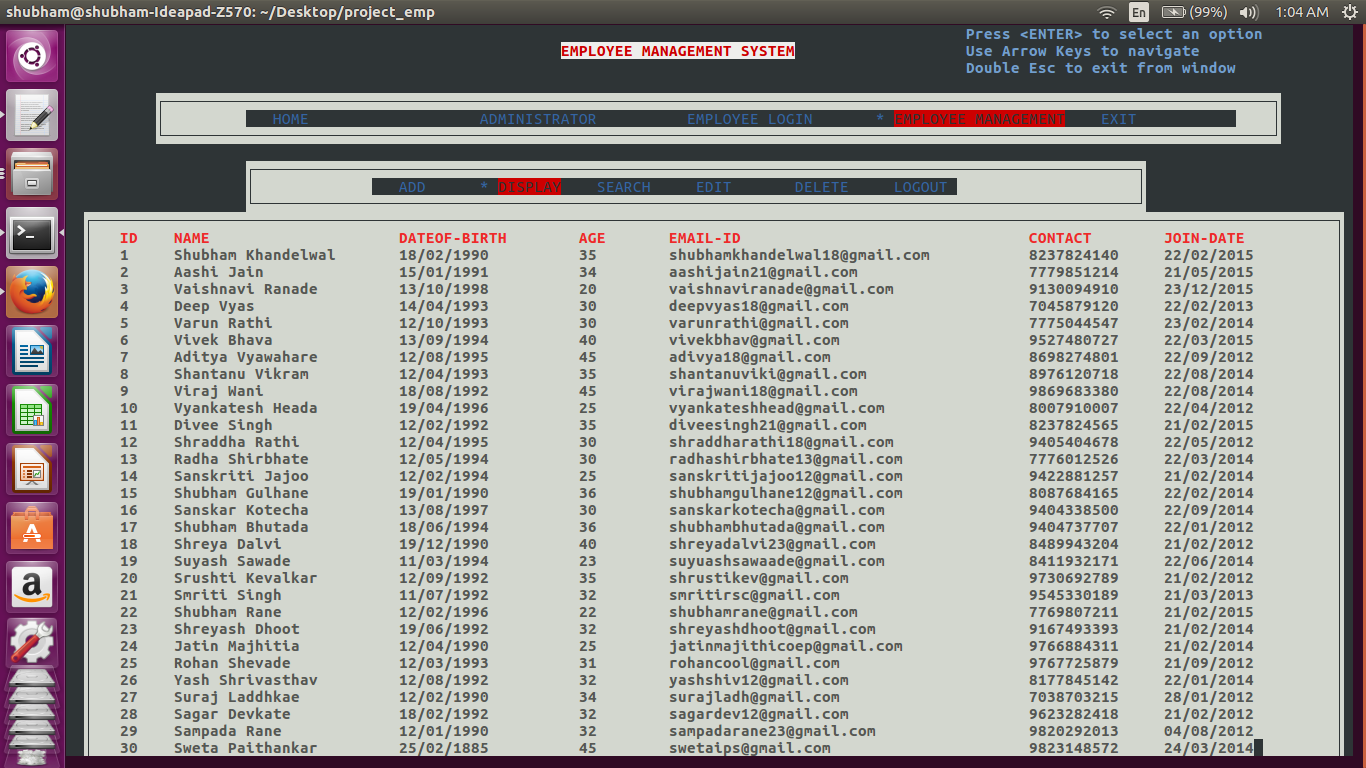 shubham@shubham-Ideapad-Z570: ~/Desktop/project_emp En (99%) 1:04 AM
Press <ENTER> to select an option
EMPLOYEE MANAGEMENT SYSTEM Use Arrow Keys to navigate
Double Esc to exit from window
HOME ADMINISTRATOR EMPLOYEE LOGIN * EMPLOYEE MANAGEMENT EXIT
ADD * DISPLAY SEARCH EDIT DELETE LOGOUT
ID NAME DATEOF-BIRTH AGE EMAIL-ID CONTACT JOIN-DATE
1 Shubham Khandelwal 18/02/1990 35 shubhamkhandelwal18@gmail.com 8237824140 22/02/2015
2 Aashi Jain 15/01/1991 34 aashijain21@gmail.com 7779851214 21/05/2015
3 Vaishnavi Ranade 13/10/1998 20 vaishnaviranade@gmail.com 9130094910 23/12/2015
4 Deep Vyas 14/04/1993 30 deepvyas18@gmail.com 7045879120 22/02/2013
5 Varun Rathi 12/10/1993 30 varunrathi@gmail.com 7775044547 23/02/2014
6 Vivek Bhava 13/09/1994 40 vivekbhav@gmail.com 9527480727 22/03/2015
7 Aditya Vyawahare 12/08/1995 45 adivya18@gmail.com 8698274801 22/09/2012
8 Shantanu Vikram 12/04/1993 35 shantanuviki@gmail.com 8976120718 22/08/2014
9 Viraj Wani 18/08/1992 45 virajwani18@gmail.com 9869683380 22/08/2014
10 Vyankatesh Heada 19/04/1996 25 vyankateshhead@gmail.com 8007910007 22/04/2012
11 Divee Singh 12/02/1992 35 diveesingh21@gmail.com 8237824565 21/02/2015
12 Shraddha Rathi 12/04/1995 30 shraddharathi18@gmail.com 9405404678 22/05/2012
13 Radha Shirbhate 12/05/1994 30 radhashirbhate13@gmail.com 7776012526 22/03/2014
14 Sanskriti Jajoo 12/02/1994 25 sanskritijajoo12@gmail.com 9422881257 21/02/2014
15 Shubham Gulhane 19/01/1990 36 shubhamgulhane12@gmail.com 8087684165 22/02/2014
16 Sanskar Kotecha 13/08/1997 30 sanskarkotecha@gmail.com 9404338500 22/09/2014
17 Shubham Bhutada 18/06/1994 36 shubhambhutada@gmail.com 9404737707 22/01/2012
18 Shreya Dalvi 19/12/1990 40 shreyadalvi23@gmail.com 8489943204 21/02/2012
19 Suyash Sawade 11/03/1994 23 suyuashsawaade@gmail.com 8411932171 22/06/2014
20 Srushti Kevalkar 12/09/1992 35 shrustikev@gmail.com 9730692789 21/02/2012
21 Smriti Singh 11/07/1992 32 smritirsc@gmail.com 9545330189 21/03/2013
22 Shubham Rane 12/02/1996 22 shubhamrane@gmail.com 7769807211 21/02/2015
23 Shreyash Dhoot 19/06/1992 32 shreyashdhoot@gmail.com 9167493393 21/02/2014
24 Jatin Majhitia 12/04/1990 25 jatinmajithicoep@gmail.com 9766884311 21/02/2014
25 Rohan Shevade 12/03/1993 31 rohancool@gmail.com 9767725879 21/09/2012
26 Yash Shrivasthav 12/08/1992 32 yashshiv12@gmail.com 8177845142 22/01/2014
27 Suraj Laddhkae 12/02/1990 34 surajladh@gmail.com 7038703215 28/01/2012
28 Sagar Devkate 18/02/1992 32 sagardev12@gmail.com 9623282418 21/02/2012
29 Sampada Rane 12/01/1990 32 sampadarane23@gmail.com 9820292013 04/08/2012
30 Sweta Paithankar 25/02/1885 45 swetaips@gmail.com 9823148572 24/03/2014